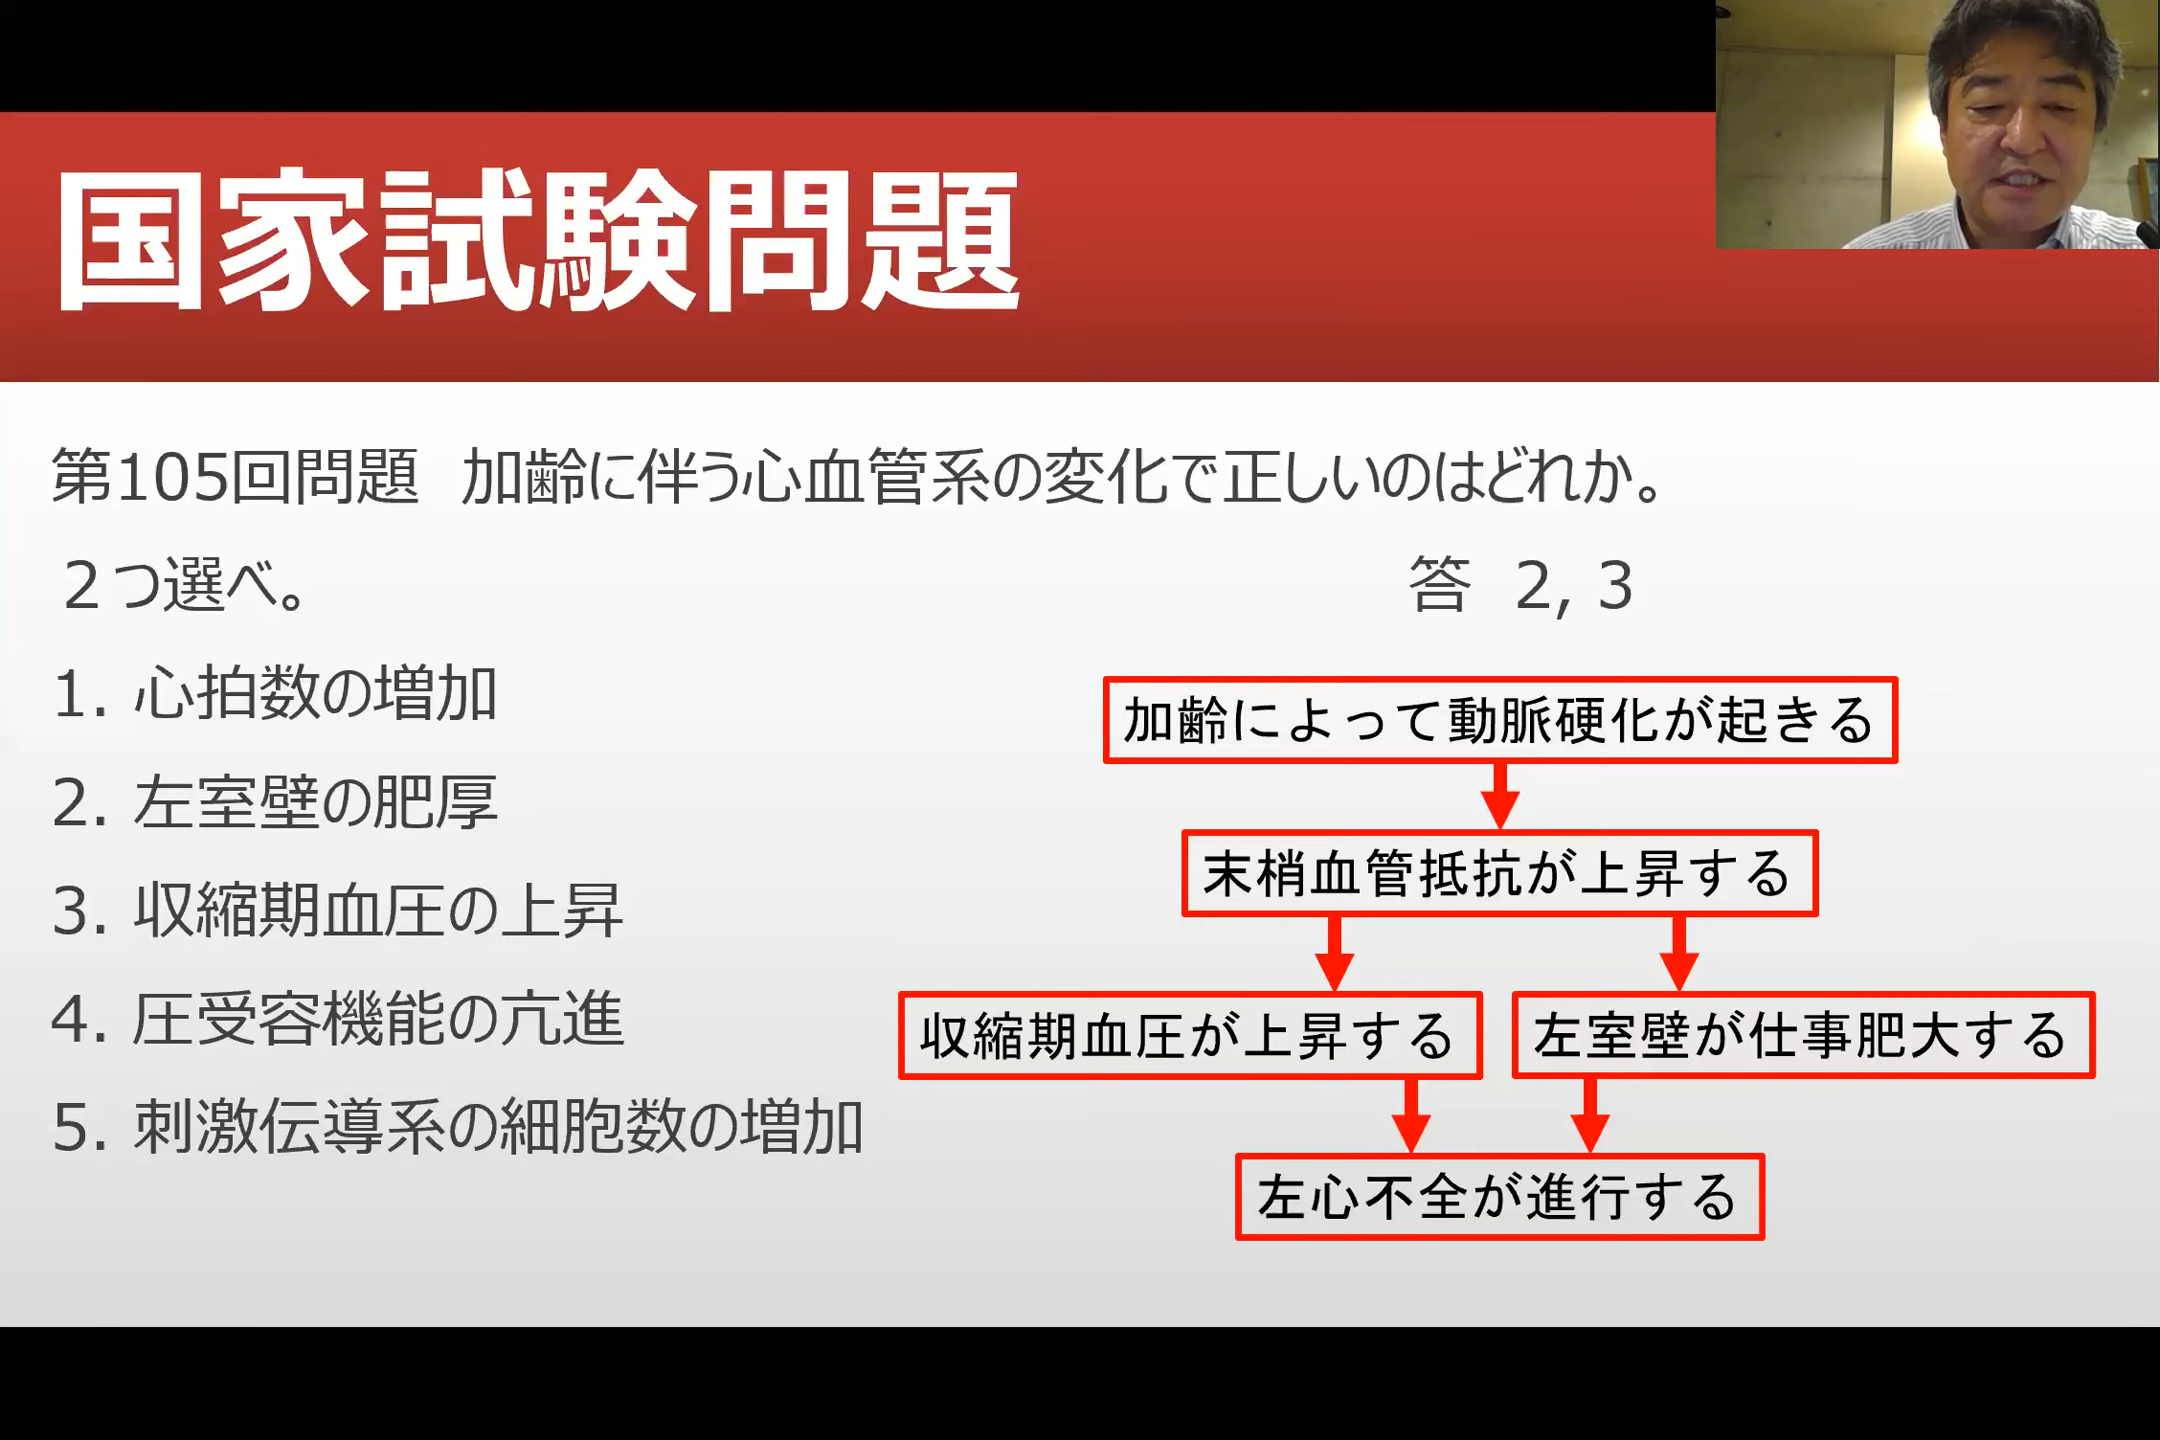 国家試験問題
第105回問題　加齢に伴う心血管系の変化で正しいのはどれか。
２つ選べ。
答 2, 3
1. 心拍数の増加
2. 左室壁の肥厚
3. 収縮期血圧の上昇
4. 圧受容機能の亢進
5. 刺激伝導系の細胞数の増加
加齢によって動脈硬化が起きる
末梢血管抵抗が上昇する
収縮期血圧が上昇する
左室壁が仕事肥大する
左心不全が進行する